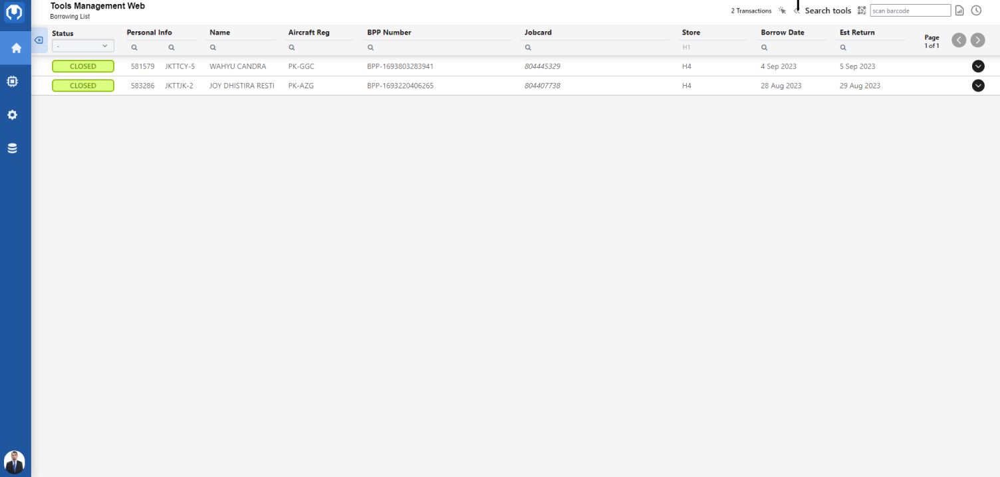 Tools Management Web
Borrowing List
2 Transactions Search tools scan barcode
Status Personal Info Name Aircraft Reg BPP Number Jobcard Store Borrow Date Est Return Page
- H1 1 of 1
CLOSED 581579 JKTTCY-5 WAHYU CANDRA PK-GGC BPP-1693803283941 804445329 H4 4 Sep 2023 5 Sep 2023
CLOSED 583286 JKTTJK-2 JOY DHISTIRA RESTI PK-AZG BPP-1693220406265 804407738 H4 28 Aug 2023 29 Aug 2023